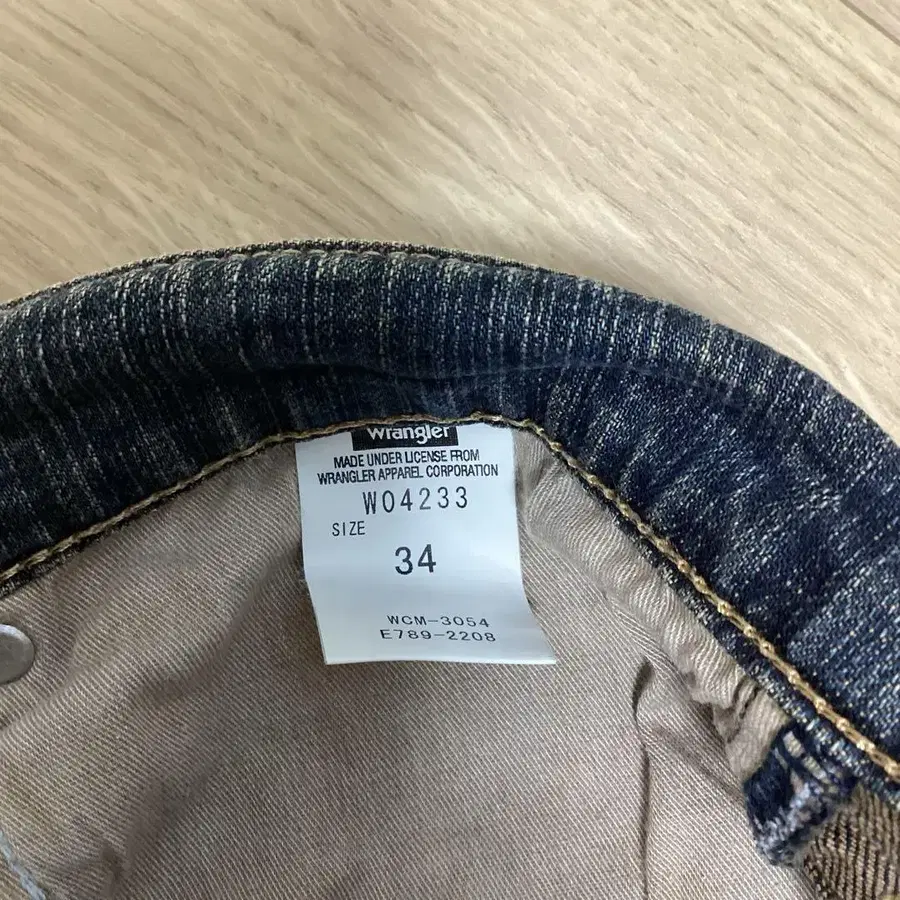 Wrangler
MADE UNDER LICENSE FROM
WRANGLER APPAREL CORPORATION
W04233
SIZE
34
WCM-3054
E789-2208